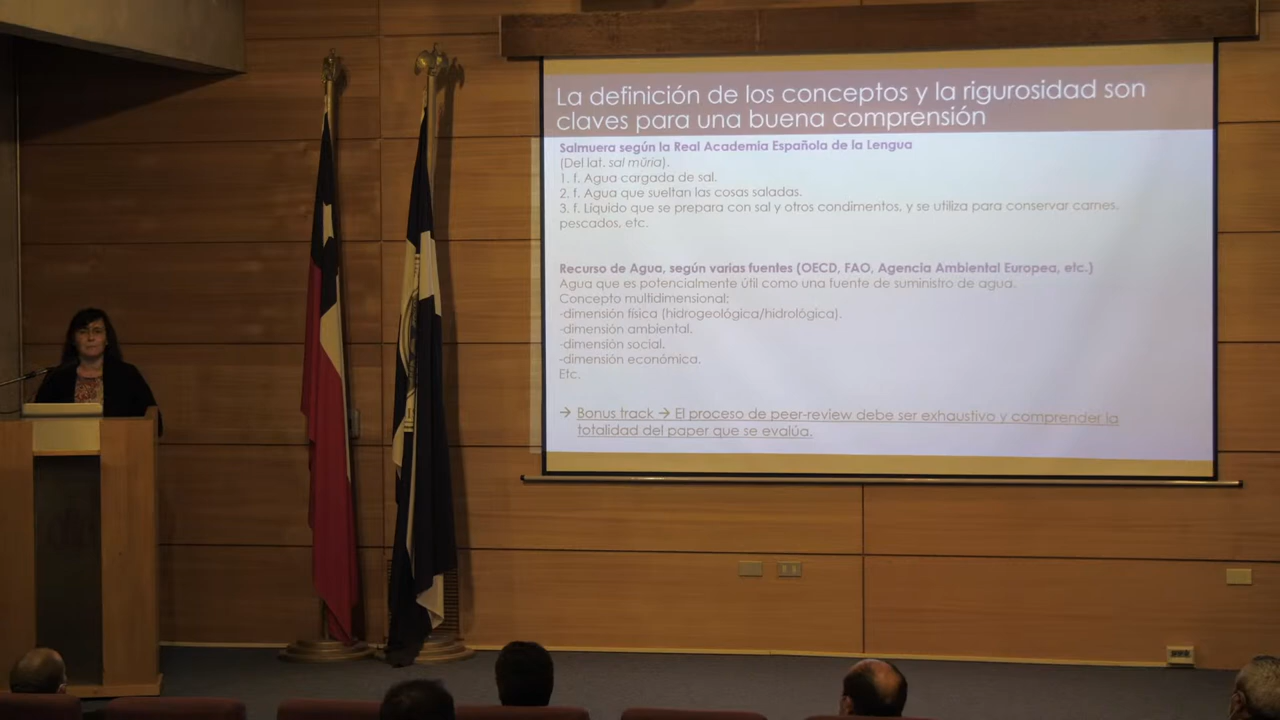 La definición de los conceptos y la rigurosidad son
claves para una buena comprensión
Salmuera según la Real Academia Española de la Lengua
(Del lat. sal mŭria).
1. f. Agua cargada de sal.
2. f. Agua que sueltan las cosas saladas.
3. f. Líquido que se prepara con sal y otros condimentos, y se utiliza para conservar carnes,
pescados, etc.
Recurso de Agua, según varias fuentes (OECD, FAO, Agencia Ambiental Europea, etc.)
Agua que es potencialmente útil como una fuente de suministro de agua.
Concepto multidimensional:
-dimensión física (hidrogeológica/hidrológica).
-dimensión ambiental.
-dimensión social.
-dimensión económica.
Etc.
→ Bonus track → El proceso de peer-review debe ser exhaustivo y comprender la
totalidad del paper que se evalúa.